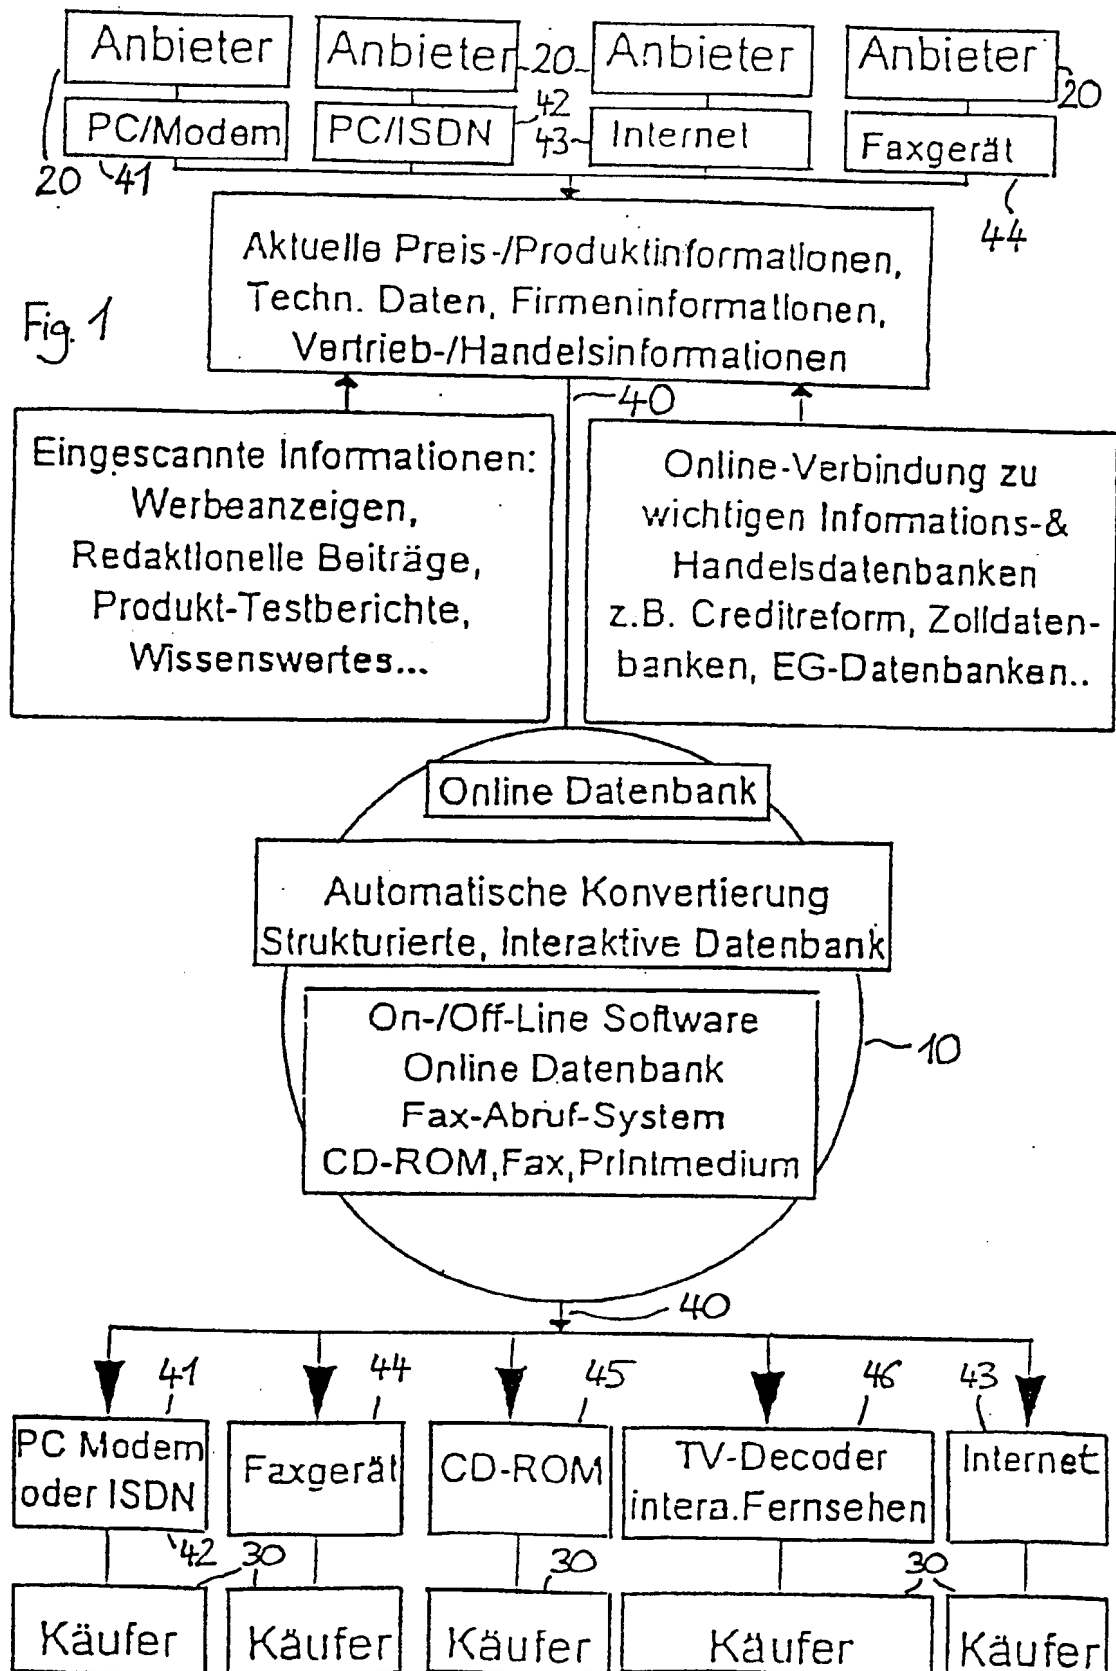 Anbieter Anbieter 20 Anbieter Anbieter
20
42
PC/Modem PC/ISDN 43 Internet Faxgerät
20 41
44
Aktuelle Preis-/Produktinformationen,
Techn. Daten, Firmeninformationen,
Vertrieb-/Handelsinformationen
Fig. 1
40
Eingescannte Informationen:
Werbeanzeigen,
Redaktionelle Beiträge,
Produkt-Testberichte,
Wissenswertes...
Online-Verbindung zu
wichtigen Informations-&
Handelsdatenbanken
z.B. Creditreform, Zolldaten-
banken, EG-Datenbanken..
Online Datenbank
Automatische Konvertierung
Strukturierte, Interaktive Datenbank
On-/Off-Line Software
Online Datenbank
Fax-Abruf-System
CD-ROM,Fax,Printmedium
10
40
41 44 45 46 43
PC Modem
oder ISDN
Faxgerät
CD-ROM
TV-Decoder
intera.Fernsehen
Internet
42 30 30 30
Käufer Käufer Käufer Käufer Käufer